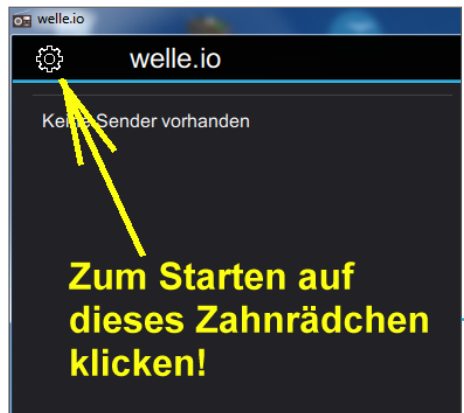 welle.io
welle.io
Keine Sender vorhanden
Zum Starten auf
dieses Zahnrädchen
klicken!